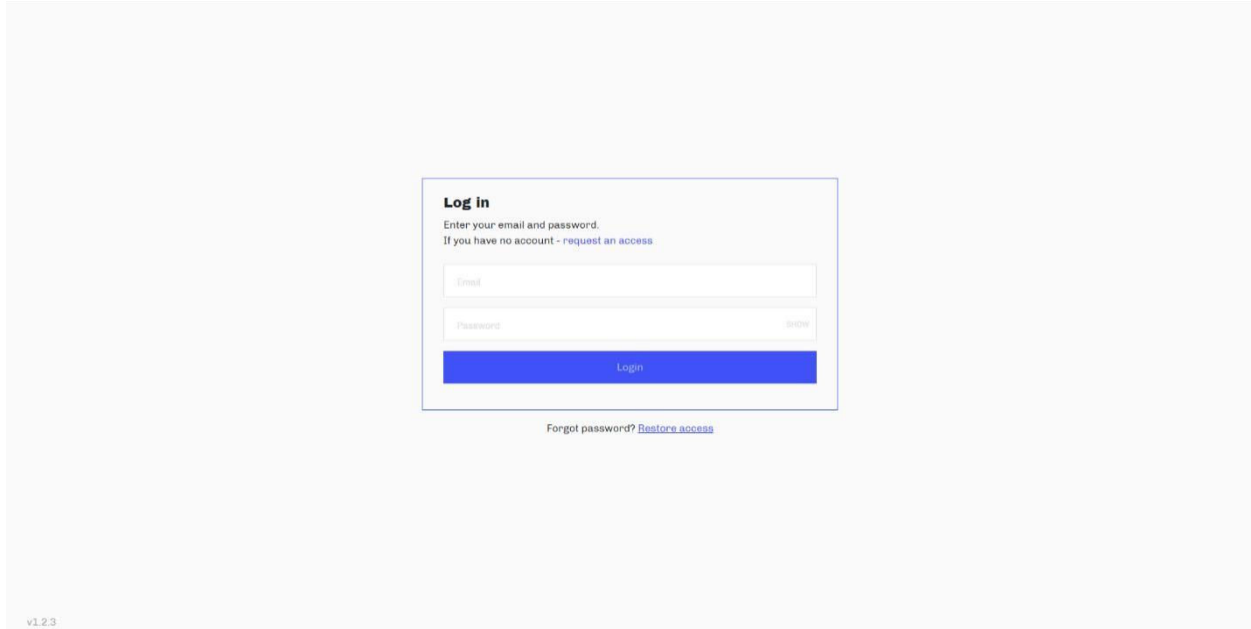 Log in
Enter your email and password.
If you have no account - request an access
Email
Password
SHOW
Login
Forgot password? Restore access
v1.2.3